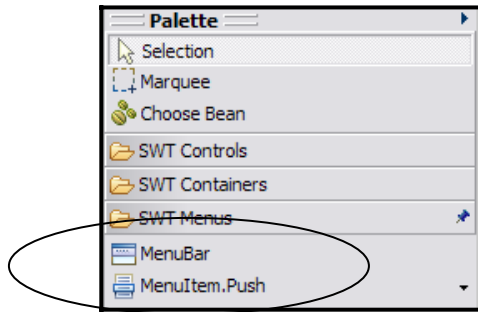 Palette
Selection
Marquee
Choose Bean
SWT Controls
SWT Containers
SWT Menus
MenuBar
MenuItem.Push